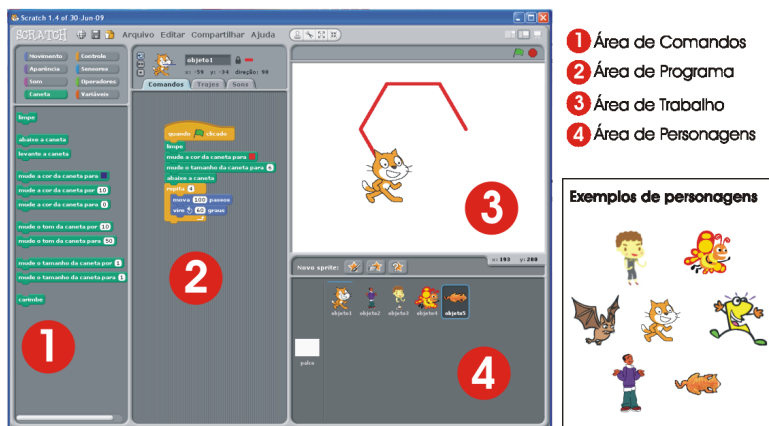 Scratch 1.4 of 30-Jun-09
SCRATCH
Arquivo Editar Compartilhar Ajuda
Movimento Controle
Aparência Sensores
Som Operadores
Caneta Variáveis
limpe
abaixe a caneta
levante a caneta
mude a cor da caneta para
mude a cor da caneta por 10
mude a cor da caneta para 0
mude o tom da caneta por 10
mude o tom da caneta para 50
mude o tamanho da caneta por 1
mude o tamanho da caneta para 1
carimbe
1
objeto1
x: -59 y: -34 direção: 90
Comandos Trajes Sons
quando clicado
limpe
mude a cor da caneta para
mude o tamanho da caneta para 6
abaixe a caneta
repita 4
mova 100 passos
vire 60 graus
2
3
x: 193 y: 200
Novo sprite:
objeto1 objeto2 objeto3 objeto4 objeto5
palco
4
1 Área de Comandos
2 Área de Programa
3 Área de Trabalho
4 Área de Personagens
Exemplos de personagens